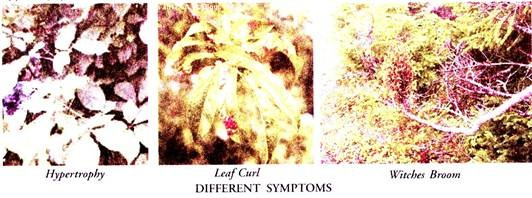 Hypertrophy
Leaf Curl
Witches Broom
DIFFERENT SYMPTOMS